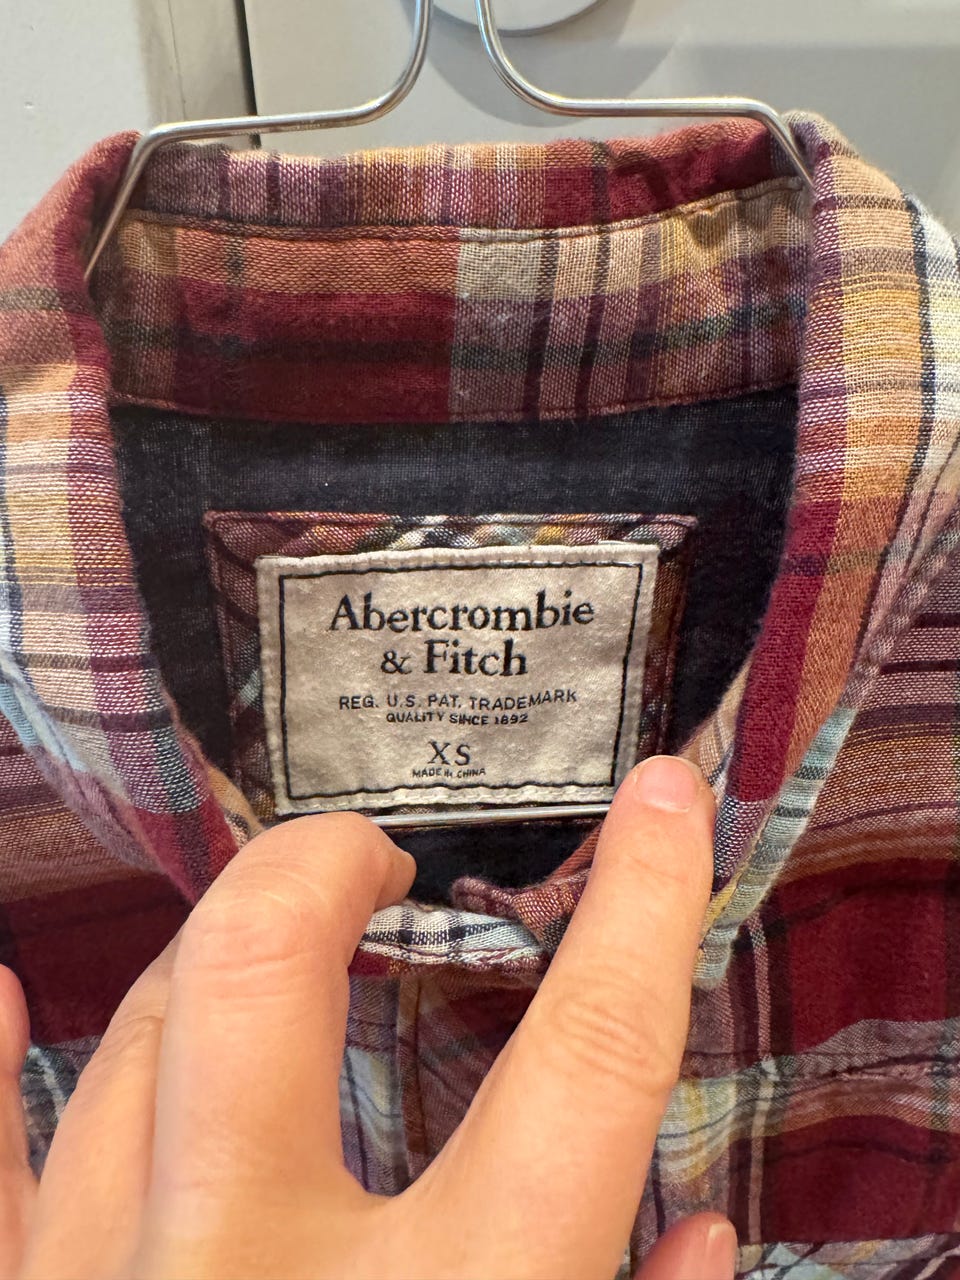 Abercrombie
& Fitch
REG. U.S. PAT. TRADEMARK
QUALITY SINCE 1892
XS
MADE IN CHINA